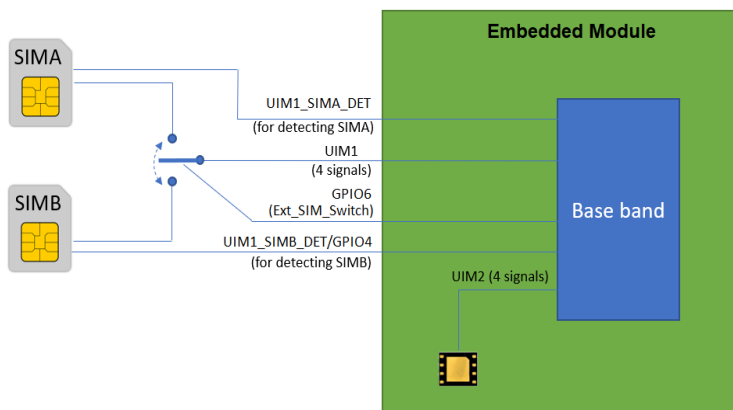 Embedded Module
SIMA
UIM1_SIMA_DET
(for detecting SIMA)
UIM1
(4 signals)
GPIO6
(Ext_SIM_Switch)
SIMB
Base band
UIM1_SIMB_DET/GPIO4
(for detecting SIMB)
UIM2 (4 signals)